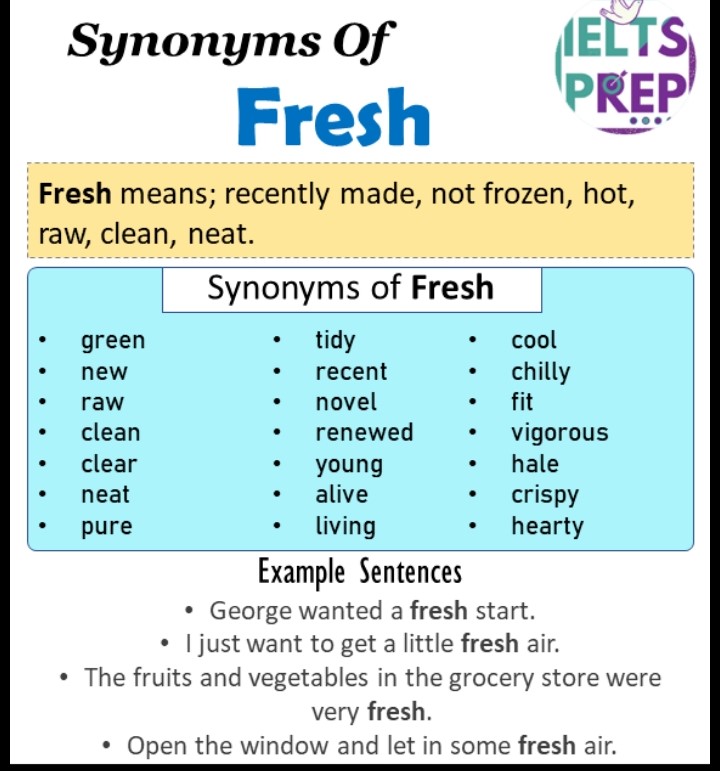 Synonyms Of
IELTS
PREP
Fresh
Fresh means; recently made, not frozen, hot,
raw, clean, neat.
Synonyms of Fresh
• green
• new
• raw
• clean
• clear
• neat
• pure
• tidy
• recent
• novel
• renewed
• young
• alive
• living
• cool
• chilly
• fit
• vigorous
• hale
• crispy
• hearty
Example Sentences
• George wanted a fresh start.
• I just want to get a little fresh air.
• The fruits and vegetables in the grocery store were
very fresh.
• Open the window and let in some fresh air.